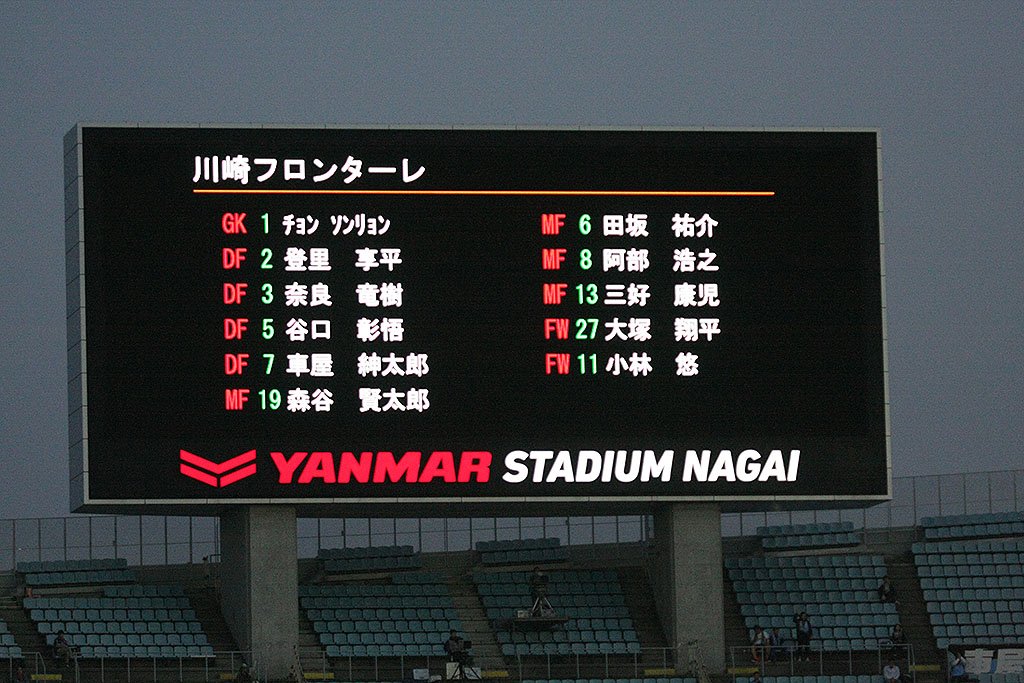 川崎フロンターレ
GK 1 ﾁｮﾝ ｿﾝﾘｮﾝ
DF 2 登里 享平
DF 3 奈良 竜樹
DF 5 谷口 彰悟
DF 7 車屋 紳太郎
MF 19 森谷 賢太郎
MF 6 田坂 祐介
MF 8 阿部 浩之
MF 13 三好 康児
FW 27 大塚 翔平
FW 11 小林 悠
YANMAR STADIUM NAGAI